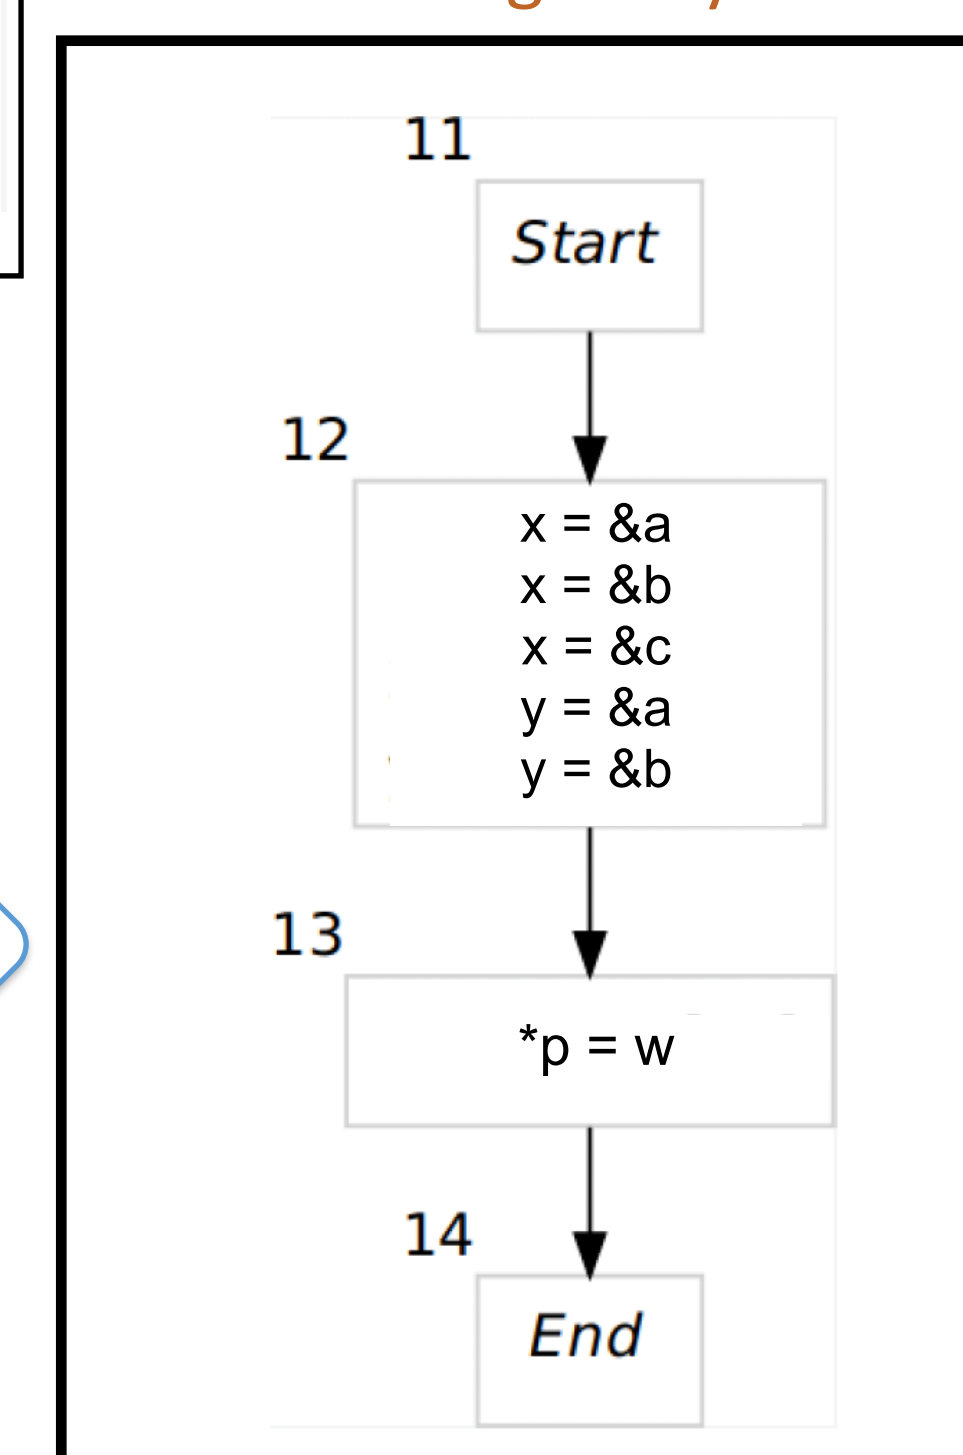 11
Start
12
x = &a
x = &b
x = &c
y = &a
y = &b
13
*p = w
14
End